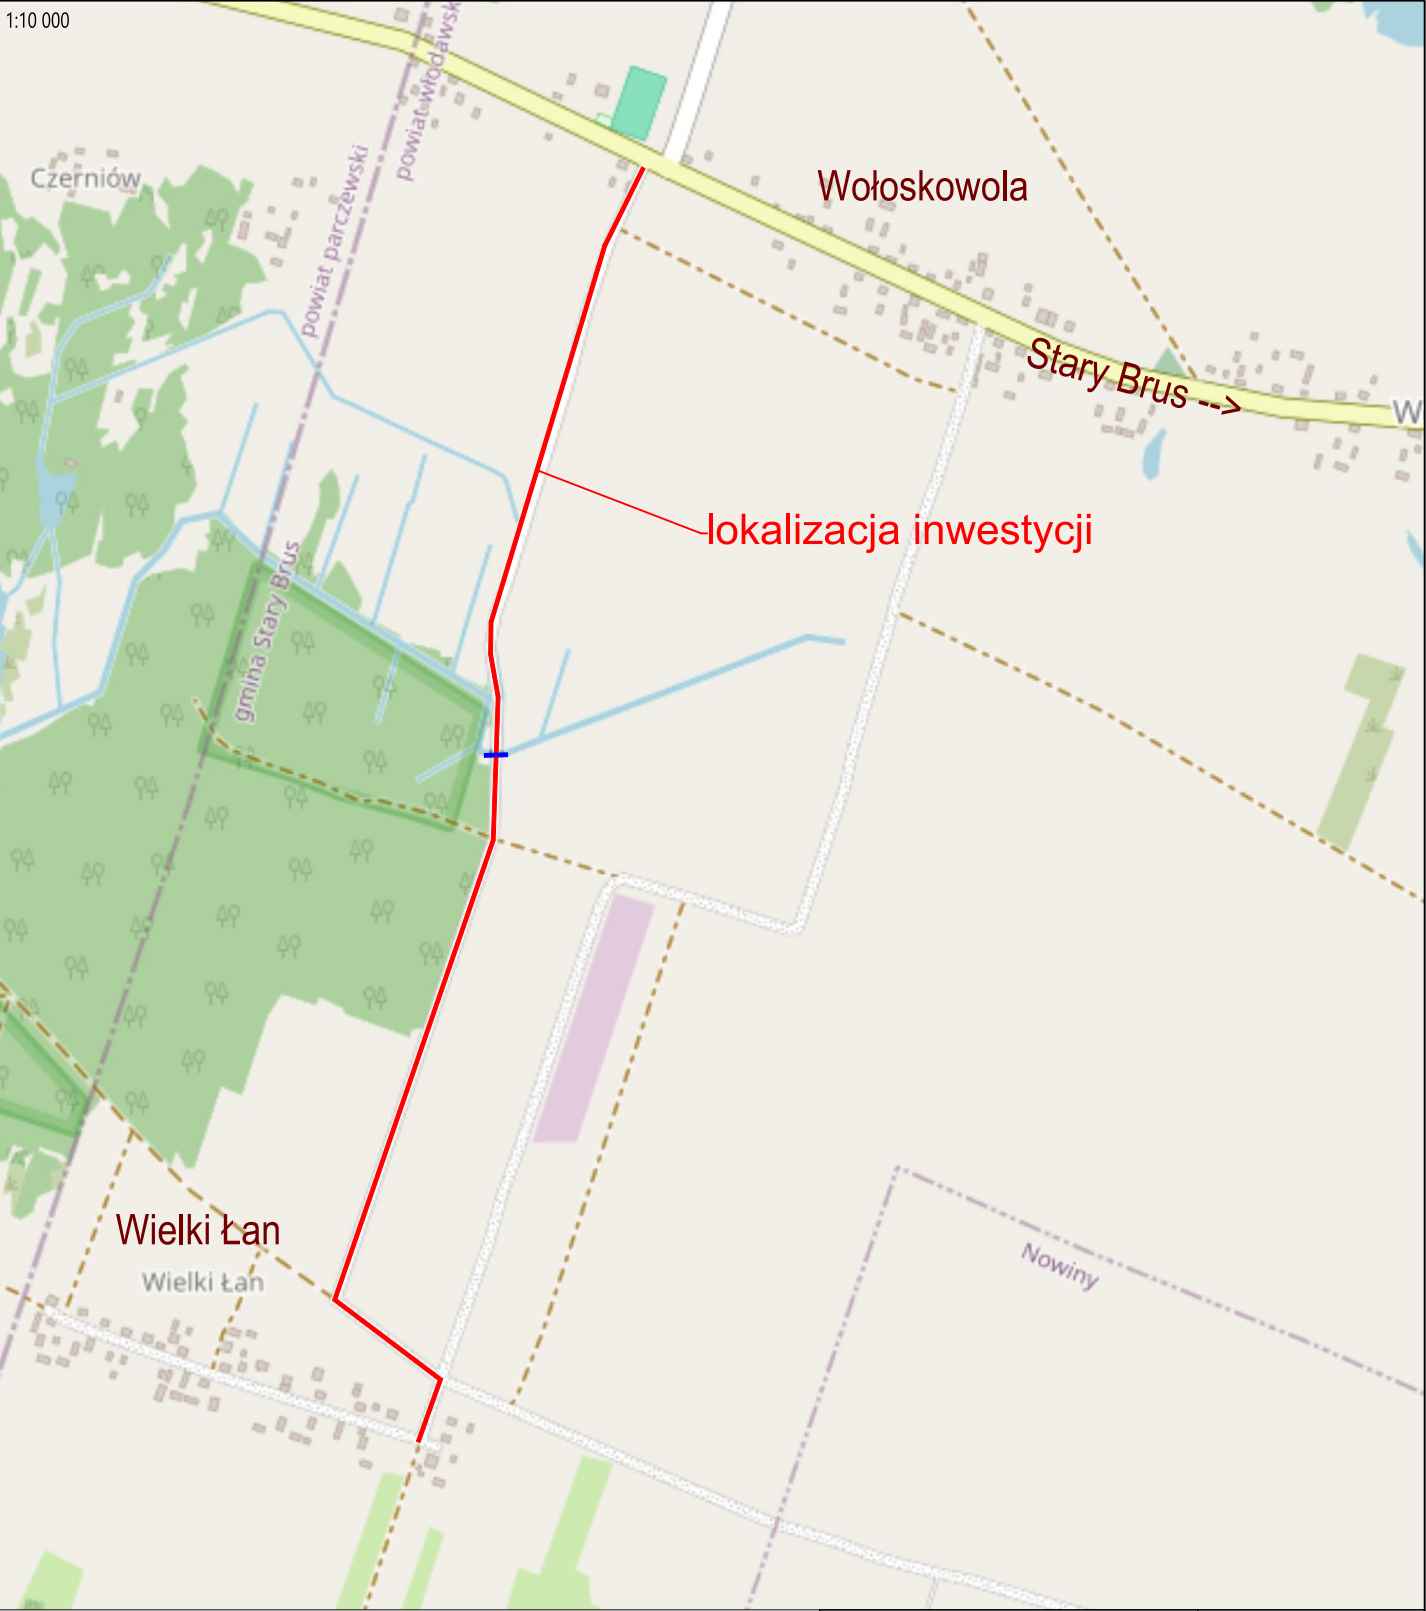 1:10 000
powiat włodawsk
Czerniów
powiat parczewski
Wołoskowola
Stary Brus -->
W
lokalizacja inwestycji
gmina Stary Brus
Wielki Łan
Wielki Łan
Nowiny